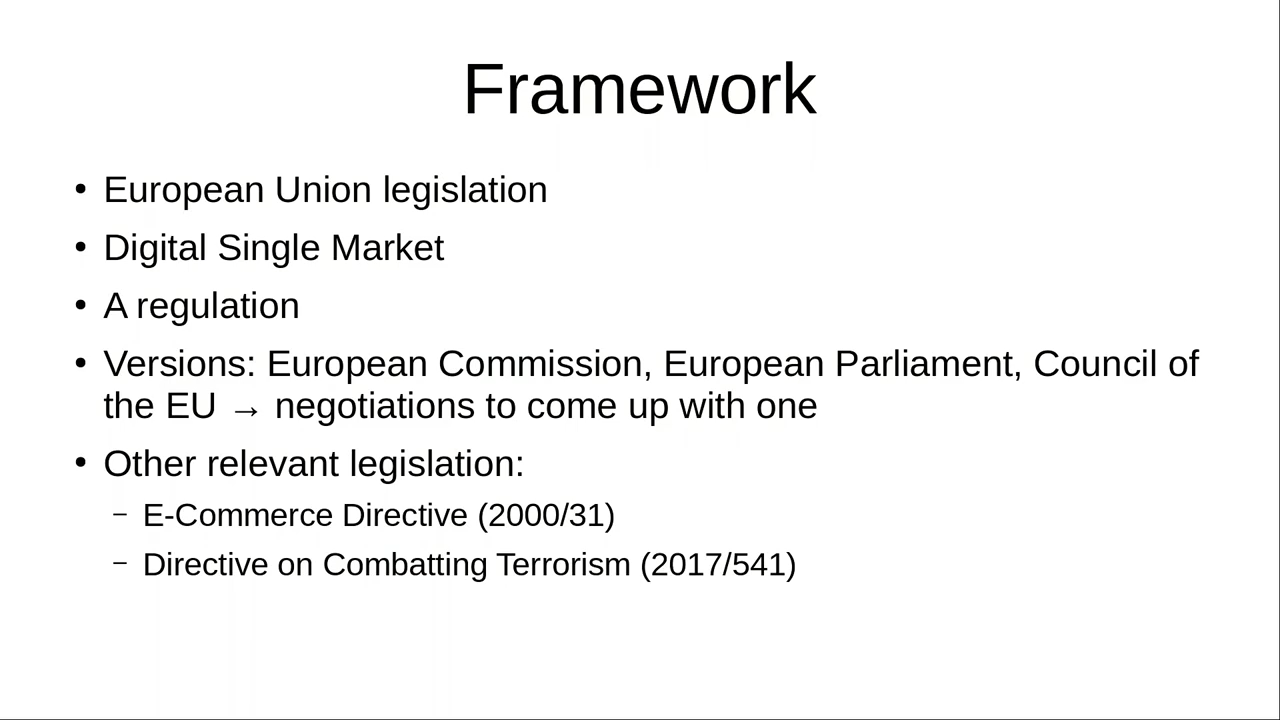 Framework
• European Union legislation
• Digital Single Market
• A regulation
• Versions: European Commission, European Parliament, Council of
the EU → negotiations to come up with one
• Other relevant legislation:
– E-Commerce Directive (2000/31)
– Directive on Combatting Terrorism (2017/541)